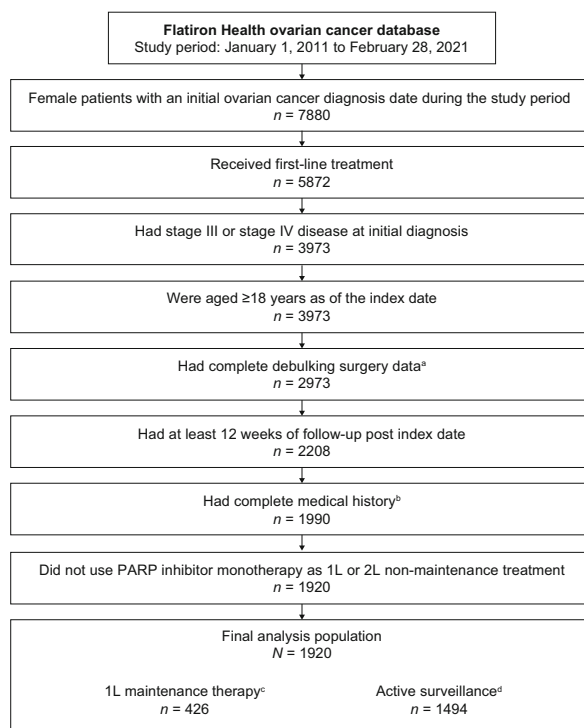 Flatiron Health ovarian cancer database
Study period: January 1, 2011 to February 28, 2021
Female patients with an initial ovarian cancer diagnosis date during the study period
n = 7880
Received first-line treatment
n = 5872
Had stage III or stage IV disease at initial diagnosis
n = 3973
Were aged ≥18 years as of the index date
n = 3973
Had complete debulking surgery dataᵃ
n = 2973
Had at least 12 weeks of follow-up post index date
n = 2208
Had complete medical historyᵇ
n = 1990
Did not use PARP inhibitor monotherapy as 1L or 2L non-maintenance treatment
n = 1920
Final analysis population
N = 1920
1L maintenance therapyᶜ Active surveillanceᵈ
n = 426 n = 1494